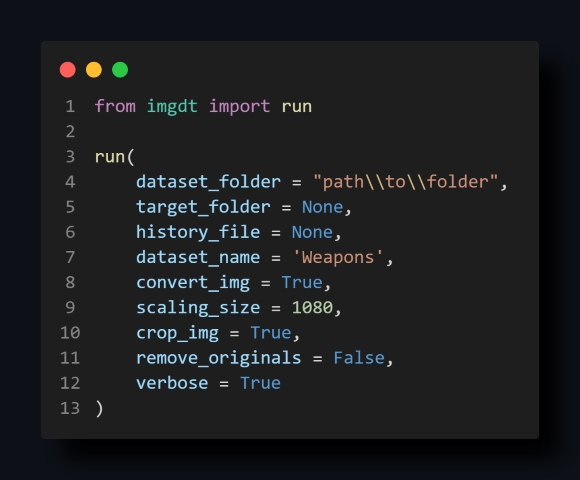 1 from imgdt import run
2
3 run(
4     dataset_folder = "path\\to\\folder",
5     target_folder = None,
6     history_file = None,
7     dataset_name = 'Weapons',
8     convert_img = True,
9     scaling_size = 1080,
10     crop_img = True,
11     remove_originals = False,
12     verbose = True
13 )